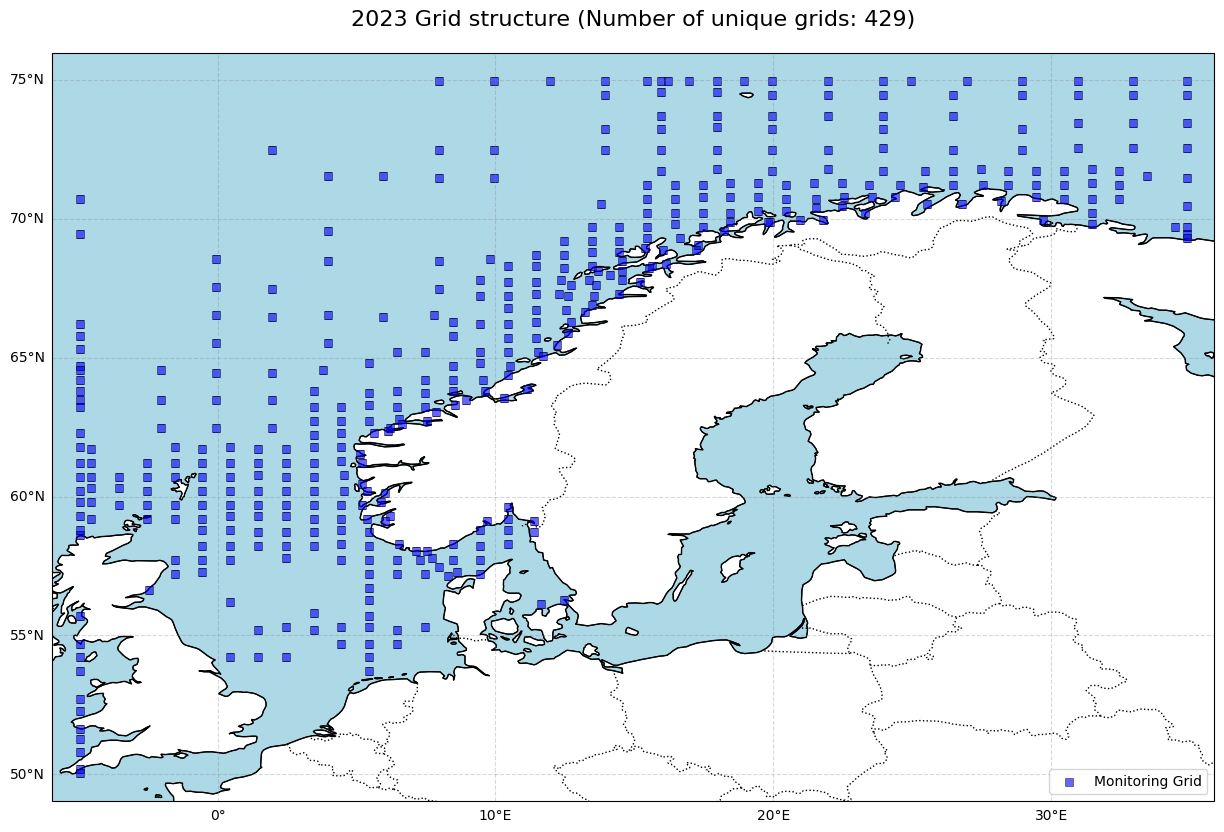 2023 Grid structure (Number of unique grids: 429)
75°N
70°N
65°N
60°N
55°N
50°N
Monitoring Grid
0°
10°E
20°E
30°E